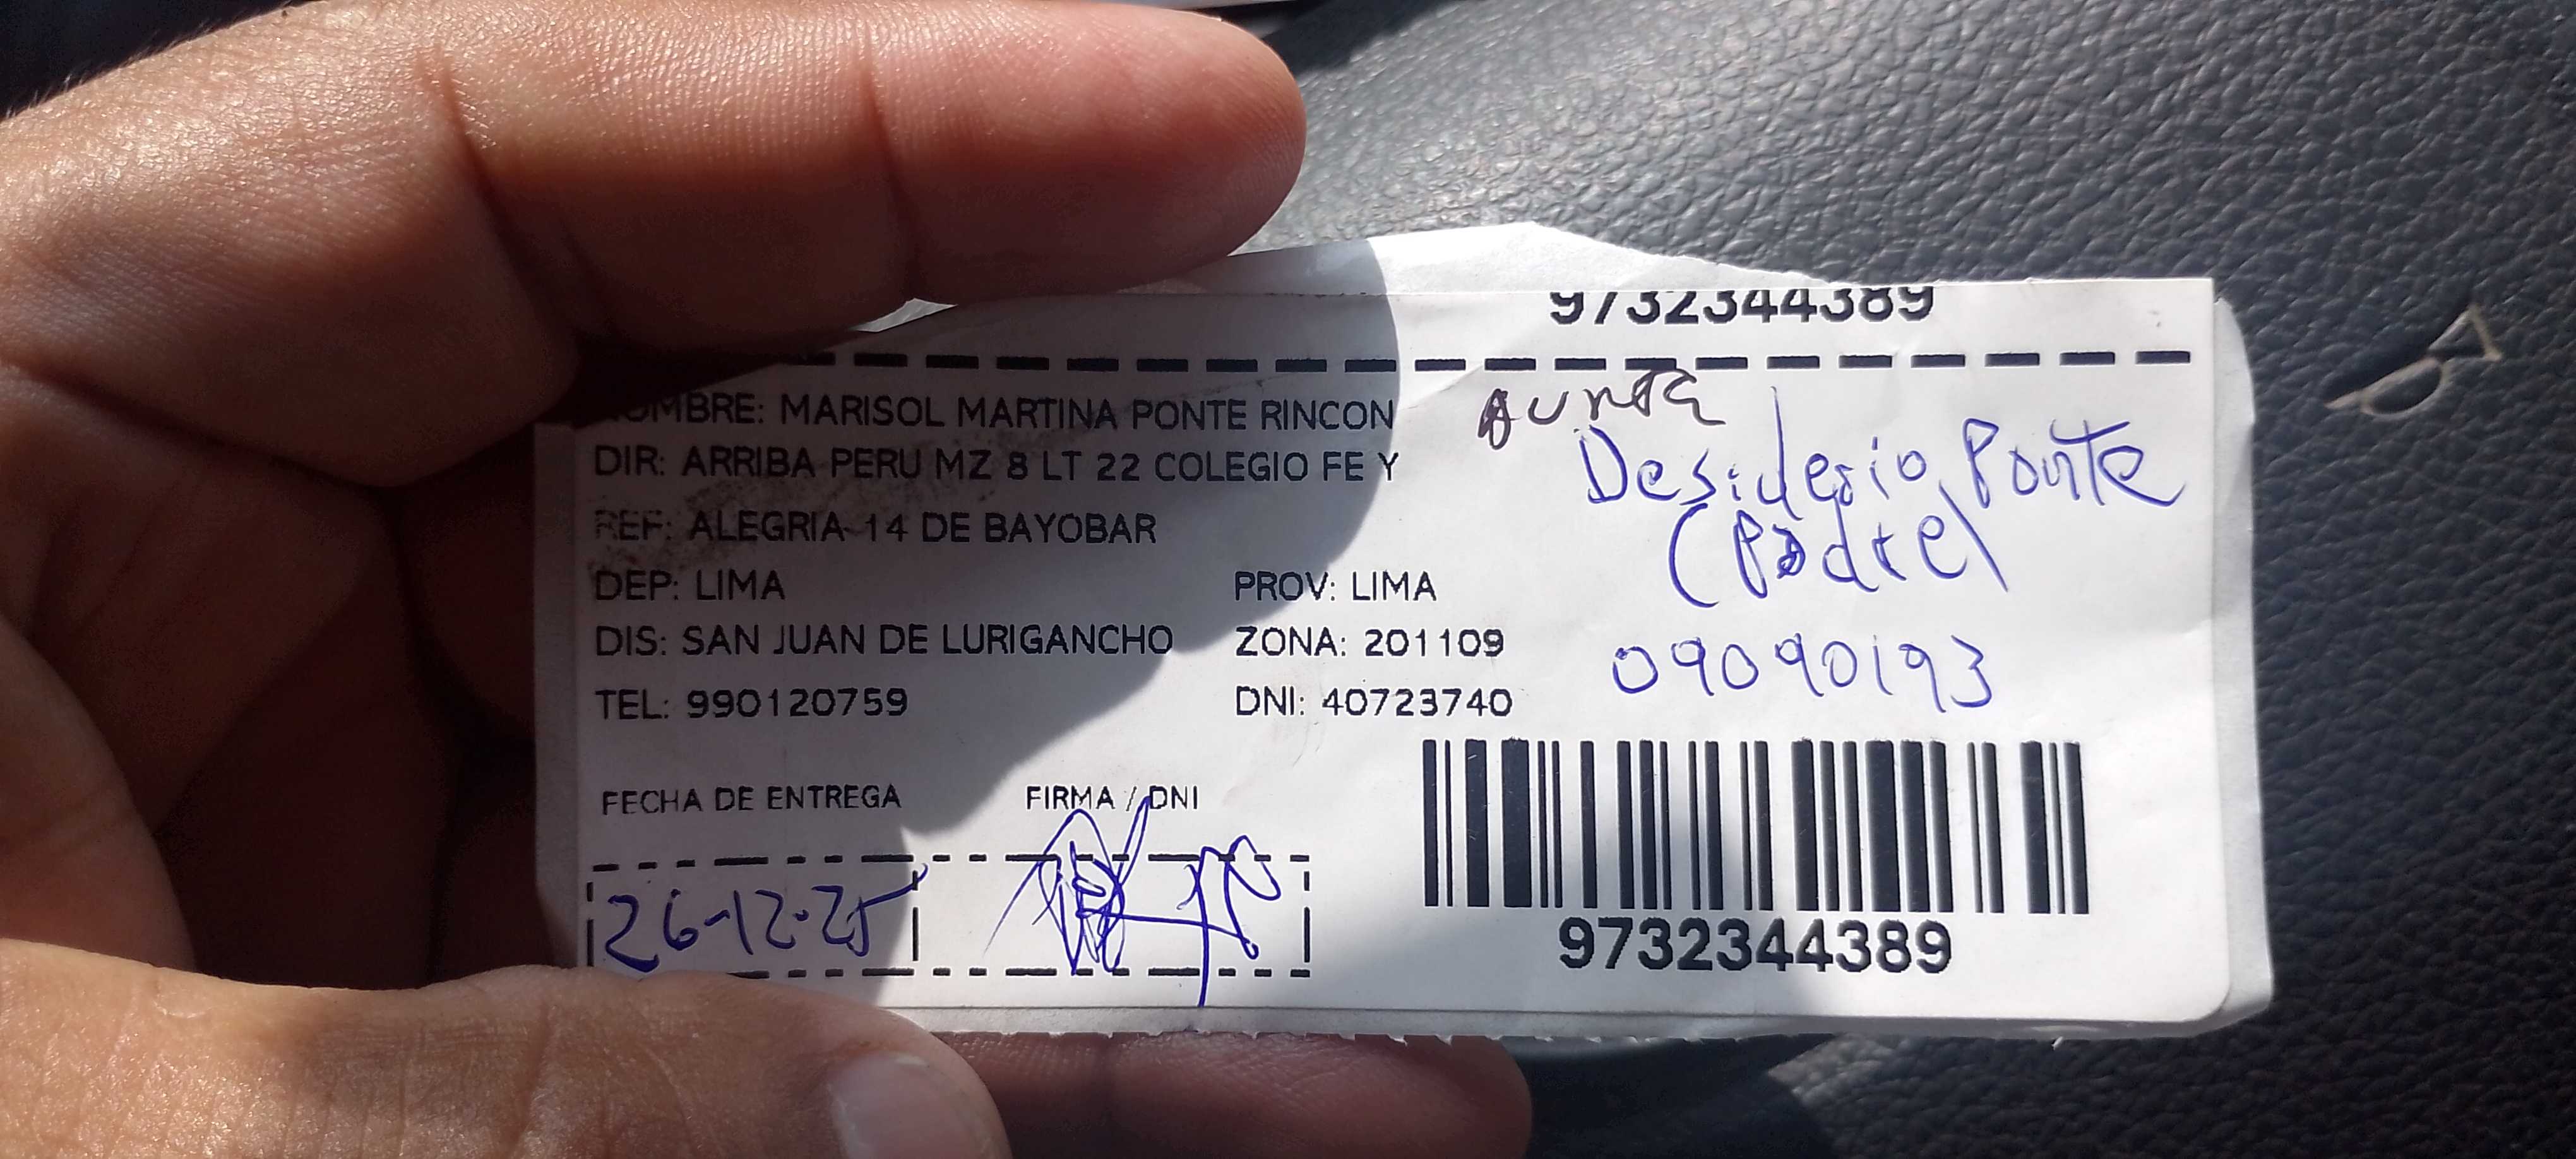 9732344389
NOMBRE: MARISOL MARTINA PONTE RINCON
DIR: ARRIBA PERU MZ 8 LT 22 COLEGIO FE Y
REF: ALEGRIA 14 DE BAYOBAR
DEP: LIMA PROV: LIMA
DIS: SAN JUAN DE LURIGANCHO ZONA: 201109
TEL: 990120759 DNI: 40723740
Desiderio Ponte
(Padre)
09090193
FECHA DE ENTREGA FIRMA / DNI
26-12-25
9732344389